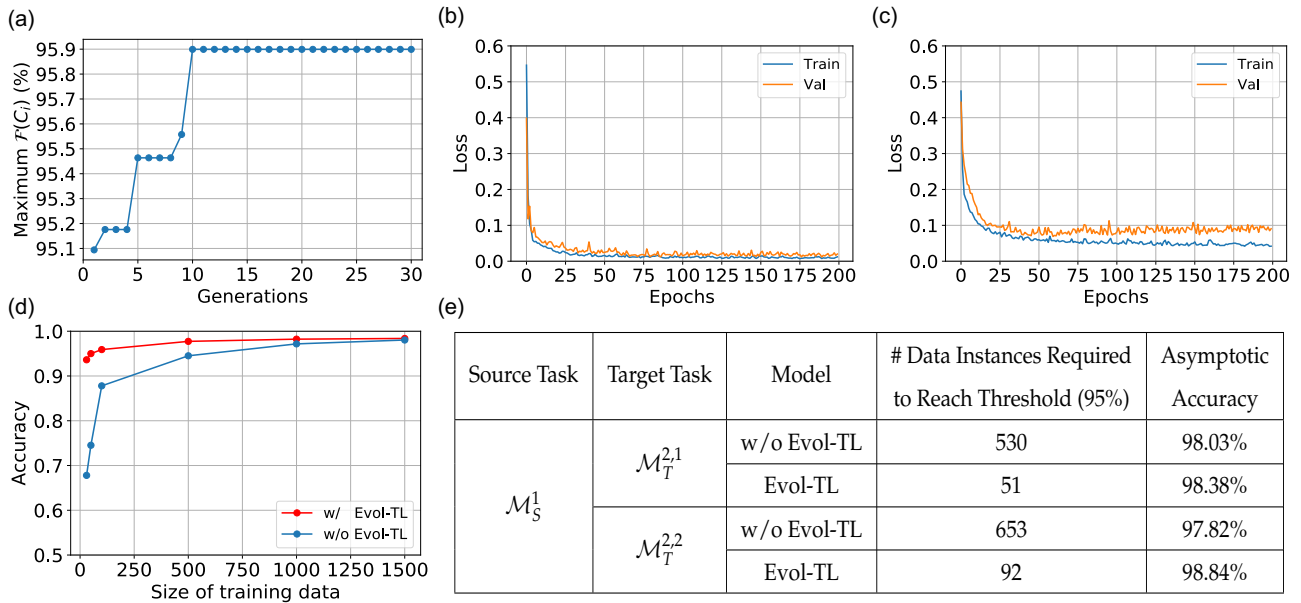 (a)
Maximum F(C_i) (%)
95.9
95.8
95.7
95.6
95.5
95.4
95.3
95.2
95.1
0 5 10 15 20 25 30
Generations
(b)
Loss
0.6
0.5
0.4
0.3
0.2
0.1
0.0
Train
Val
0 25 50 75 100 125 150 175 200
Epochs
(c)
Loss
0.6
0.5
0.4
0.3
0.2
0.1
0.0
Train
Val
0 25 50 75 100 125 150 175 200
Epochs
(d)
Accuracy
1.0
0.9
0.8
0.7
0.6
0.5
w/ Evol-TL
w/o Evol-TL
0 250 500 750 1000 1250 1500
Size of training data
(e)
Source Task Target Task Model # Data Instances Required to Reach Threshold (95%) Asymptotic Accuracy
M_S^1 M_T^{2,1} w/o Evol-TL 530 98.03%
Evol-TL 51 98.38%
M_T^{2,2} w/o Evol-TL 653 97.82%
Evol-TL 92 98.84%